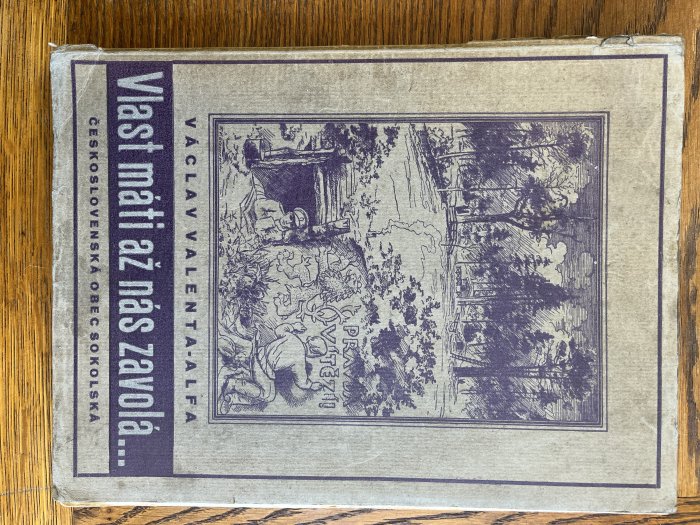 PRAVDA
VÍTĚZÍ
VÁCLAV VALENTA-ALFA
Vlast máti až nás zavolá...
ČESKOSLOVENSKÁ OBEC SOKOLSKÁ